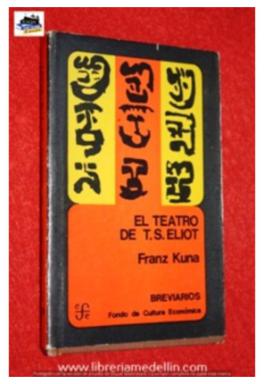 EL TEATRO
DE T. S. ELIOT
Franz Kuna
BREVIARIOS
Fondo de Cultura Económica
www.libreriamedellin.com